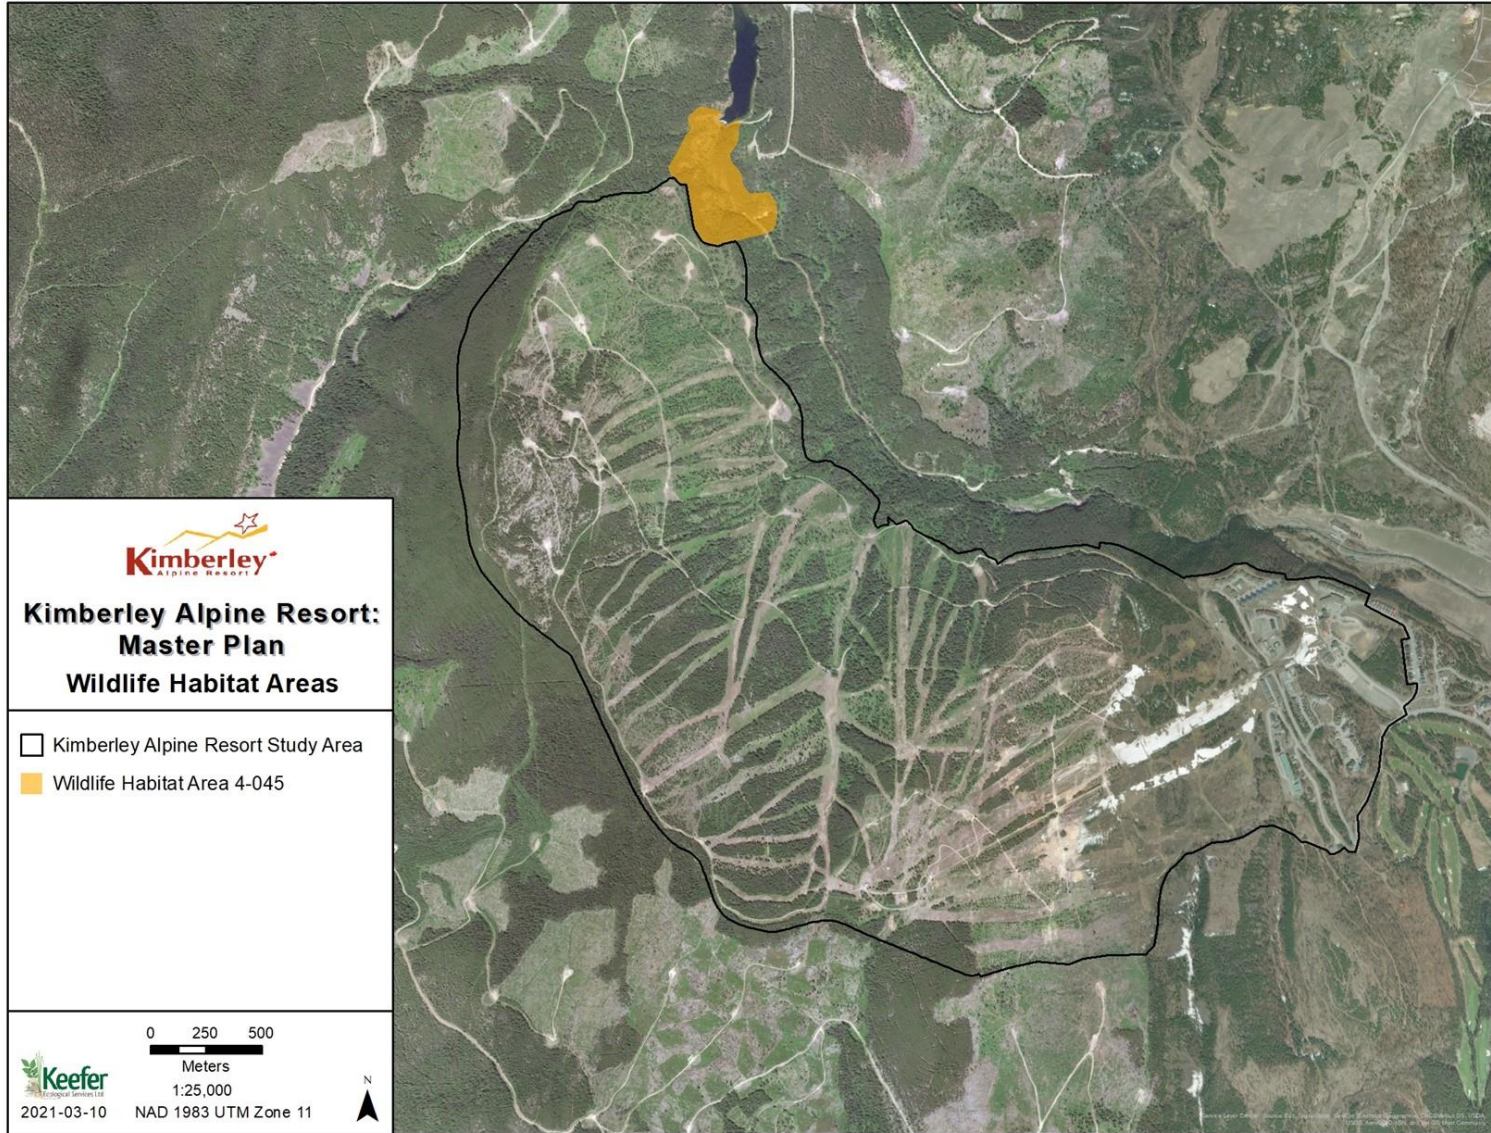 Kimberley
Alpine Resort
Kimberley Alpine Resort:
Master Plan
Wildlife Habitat Areas
Kimberley Alpine Resort Study Area
Wildlife Habitat Area 4-045
0 250 500
Meters
1:25,000
Keefer
Ecological Services Ltd
2021-03-10
NAD 1983 UTM Zone 11
N